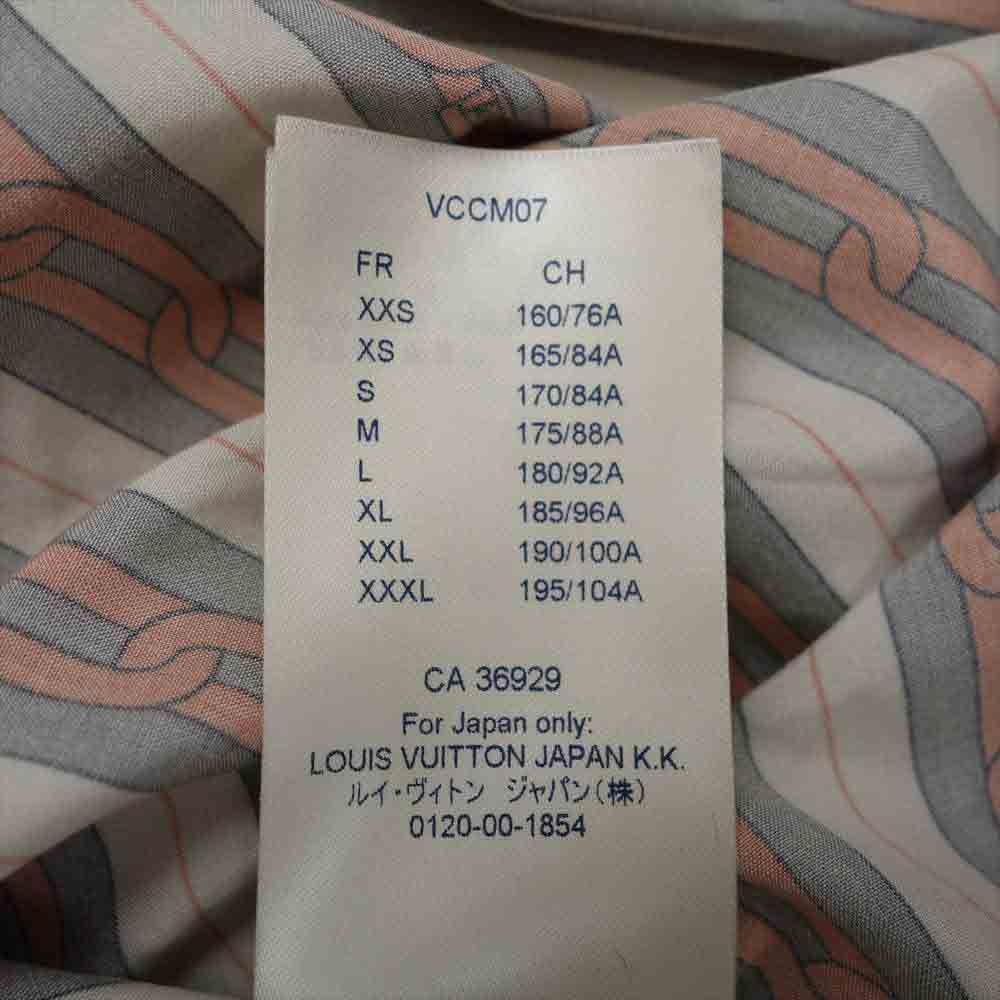 VCCM07
FR CH
XXS 160/76A
XS 165/84A
S 170/84A
M 175/88A
L 180/92A
XL 185/96A
XXL 190/100A
XXXL 195/104A
CA 36929
For Japan only:
LOUIS VUITTON JAPAN K.K.
ルイ・ヴィトン ジャパン(株)
0120-00-1854